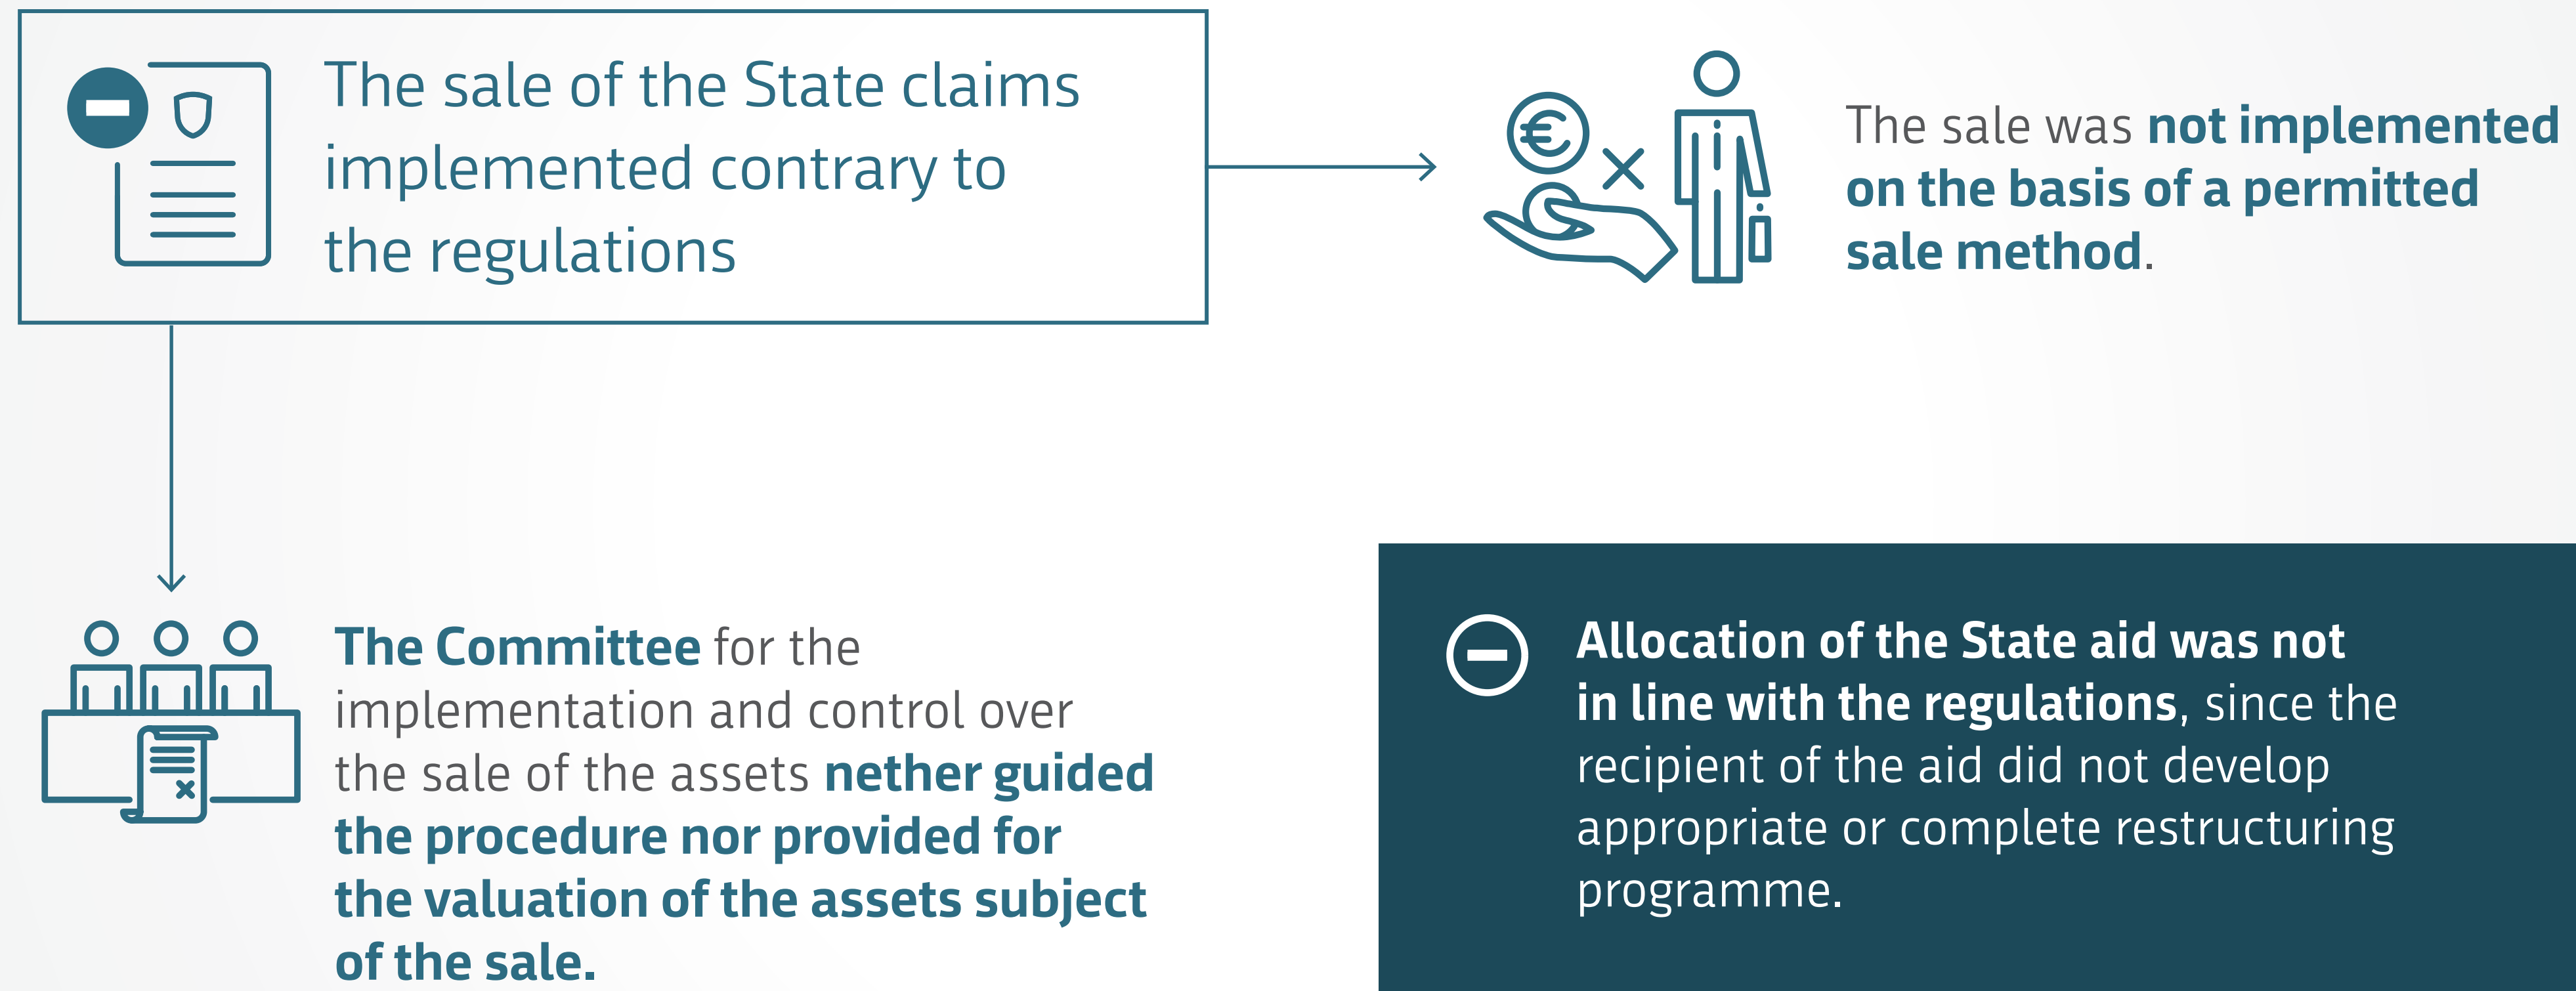 The sale of the State claims
implemented contrary to
the regulations
The sale was not implemented
on the basis of a permitted
sale method.
The Committee for the
implementation and control over
the sale of the assets nether guided
the procedure nor provided for
the valuation of the assets subject
of the sale.
Allocation of the State aid was not
in line with the regulations, since the
recipient of the aid did not develop
appropriate or complete restructuring
programme.